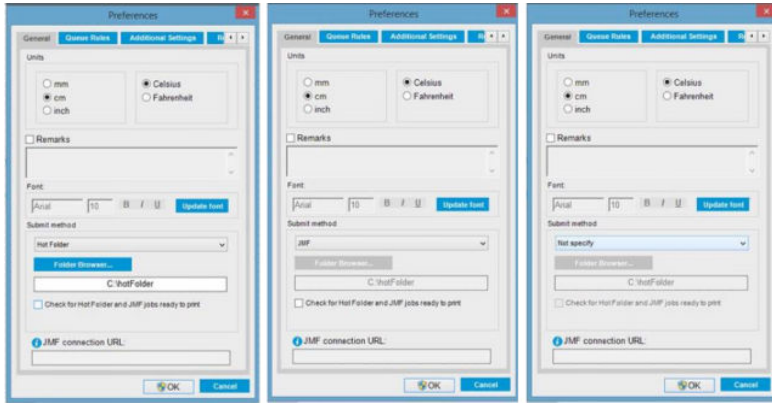 Preferences
General Queue Rules Additional Settings
Units
mm
cm
inch
Celsius
Fahrenheit
Remarks
Font:
Arial 10 B I U Update font
Submit method
Hot Folder
Folder Browser...
C:\hotFolder
Check for Hot Folder and JMF jobs ready to print
JMF connection URL:
OK Cancel
Preferences
General Queue Rules Additional Settings
Units
mm
cm
inch
Celsius
Fahrenheit
Remarks
Font:
Arial 10 B I U Update font
Submit method
JMF
Folder Browser...
C:\hotFolder
Check for Hot Folder and JMF jobs ready to print
JMF connection URL:
OK Cancel
Preferences
General Queue Rules Additional Settings
Units
mm
cm
inch
Celsius
Fahrenheit
Remarks
Font:
Arial 10 B I U Update font
Submit method
Not specify
Folder Browser...
C:\hotFolder
Check for Hot Folder and JMF jobs ready to print
JMF connection URL:
OK Cancel